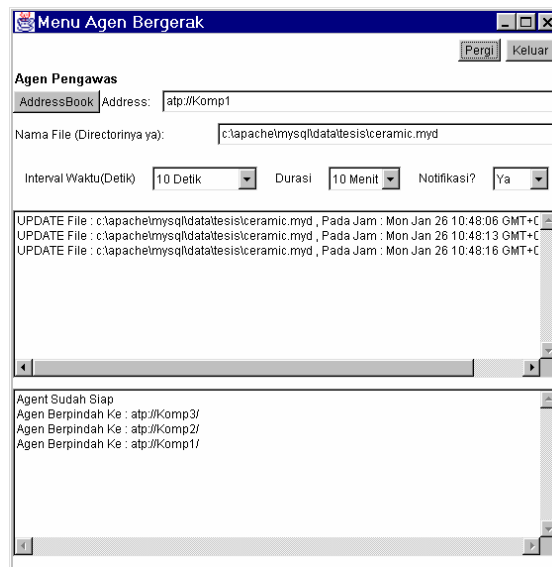 Menu Agen Bergerak
Pergi Keluar
Agen Pengawas
AddressBook Address: atp://Komp1
Nama File (Directorinya ya): c:\apache\mysql\data\tesis\ceramic.myd
Interval Waktu(Detik) 10 Detik Durasi 10 Menit Notifikasi? Ya
UPDATE File : c:\apache\mysql\data\tesis\ceramic.myd , Pada Jam : Mon Jan 26 10:48:06 GMT+0
UPDATE File : c:\apache\mysql\data\tesis\ceramic.myd , Pada Jam : Mon Jan 26 10:48:13 GMT+0
UPDATE File : c:\apache\mysql\data\tesis\ceramic.myd , Pada Jam : Mon Jan 26 10:48:16 GMT+0
Agent Sudah Siap
Agen Berpindah Ke : atp://Komp3/
Agen Berpindah Ke : atp://Komp2/
Agen Berpindah Ke : atp://Komp1/